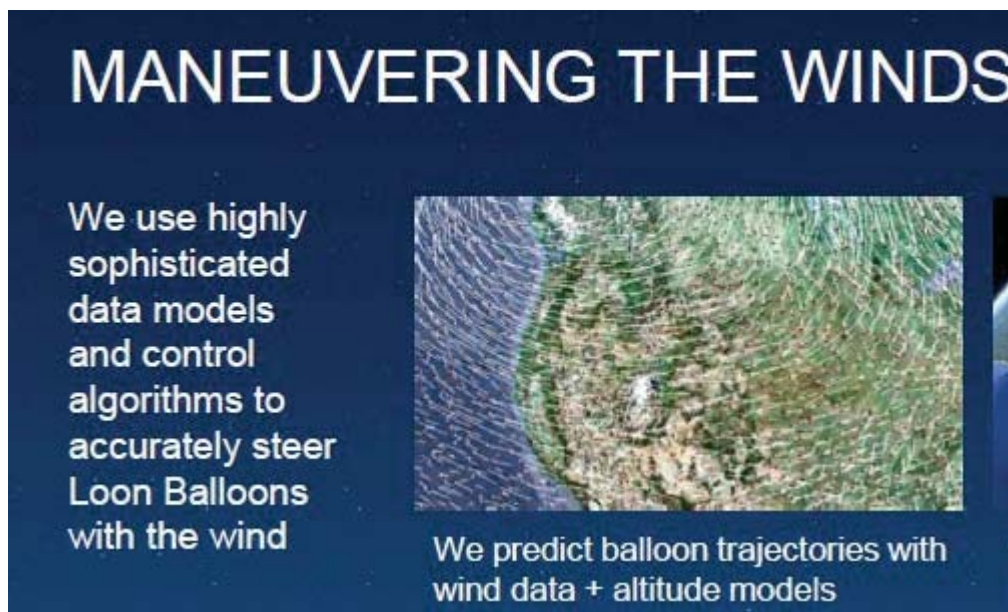 MANEUVERING THE WINDS
We use highly
sophisticated
data models
and control
algorithms to
accurately steer
Loon Balloons
with the wind
We predict balloon trajectories with
wind data + altitude models